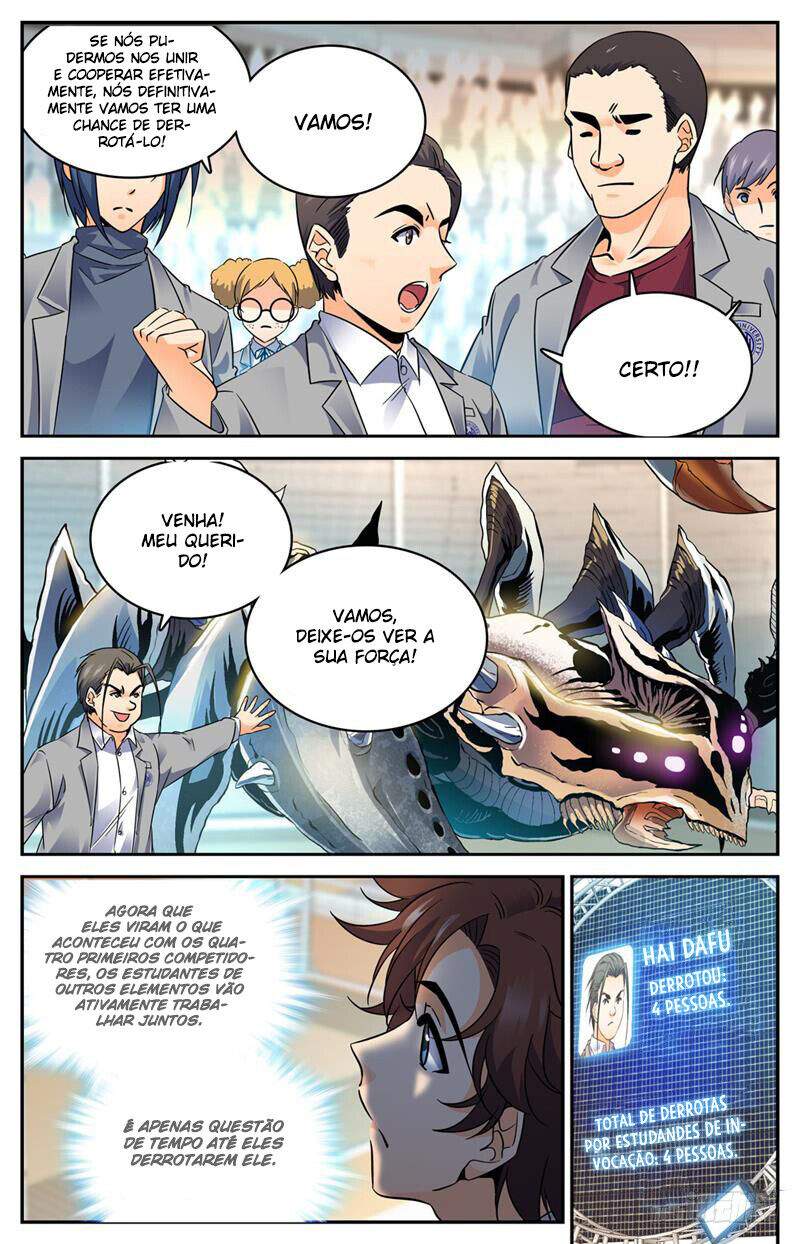 SE NÓS PU-
DERMOS NOS UNIR
E COOPERAR EFETIVA-
MENTE, NÓS DEFINITIVA-
MENTE VAMOS TER UMA
CHANCE DE DER-
ROTÁ-LO!
VAMOS!
UNIVERSITY
CERTO!!
VENHA!
MEU QUERI-
DO!
VAMOS,
DEIXE-OS VER A
SUA FORÇA!
AGORA QUE
ELES VIRAM O QUE
ACONTECEU COM OS QUA-
TRO PRIMEIROS COMPETIDO-
RES, OS ESTUDANTES DE
OUTROS ELEMENTOS VÃO
ATIVAMENTE TRABA-
LHAR JUNTOS.
É APENAS QUESTÃO
DE TEMPO ATÉ ELES
DERROTAREM ELE.
HAI DAFU
DERROTOU:
4 PESSOAS.
TOTAL DE DERROTAS
POR ESTUDANDES DE IN-
VOCAÇÃO: 4 PESSOAS.